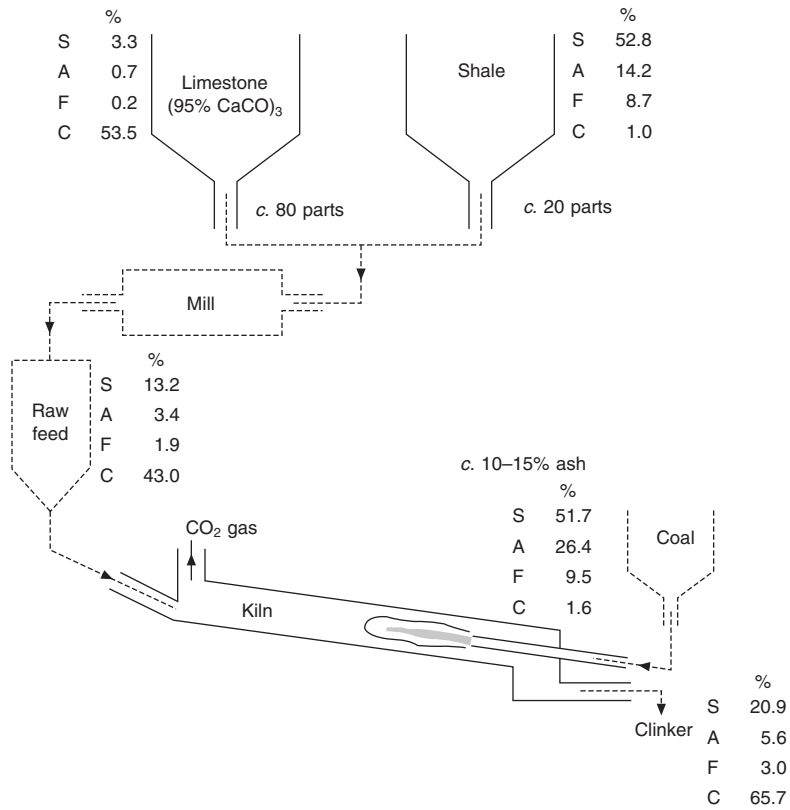 %
S 3.3
A 0.7
F 0.2
C 53.5
Limestone
(95% CaCO)₃
Shale
%
S 52.8
A 14.2
F 8.7
C 1.0
c. 80 parts
c. 20 parts
Mill
Raw
feed
%
S 13.2
A 3.4
F 1.9
C 43.0
c. 10–15% ash
%
S 51.7
A 26.4
F 9.5
C 1.6
Coal
CO₂ gas
Kiln
Clinker
%
S 20.9
A 5.6
F 3.0
C 65.7